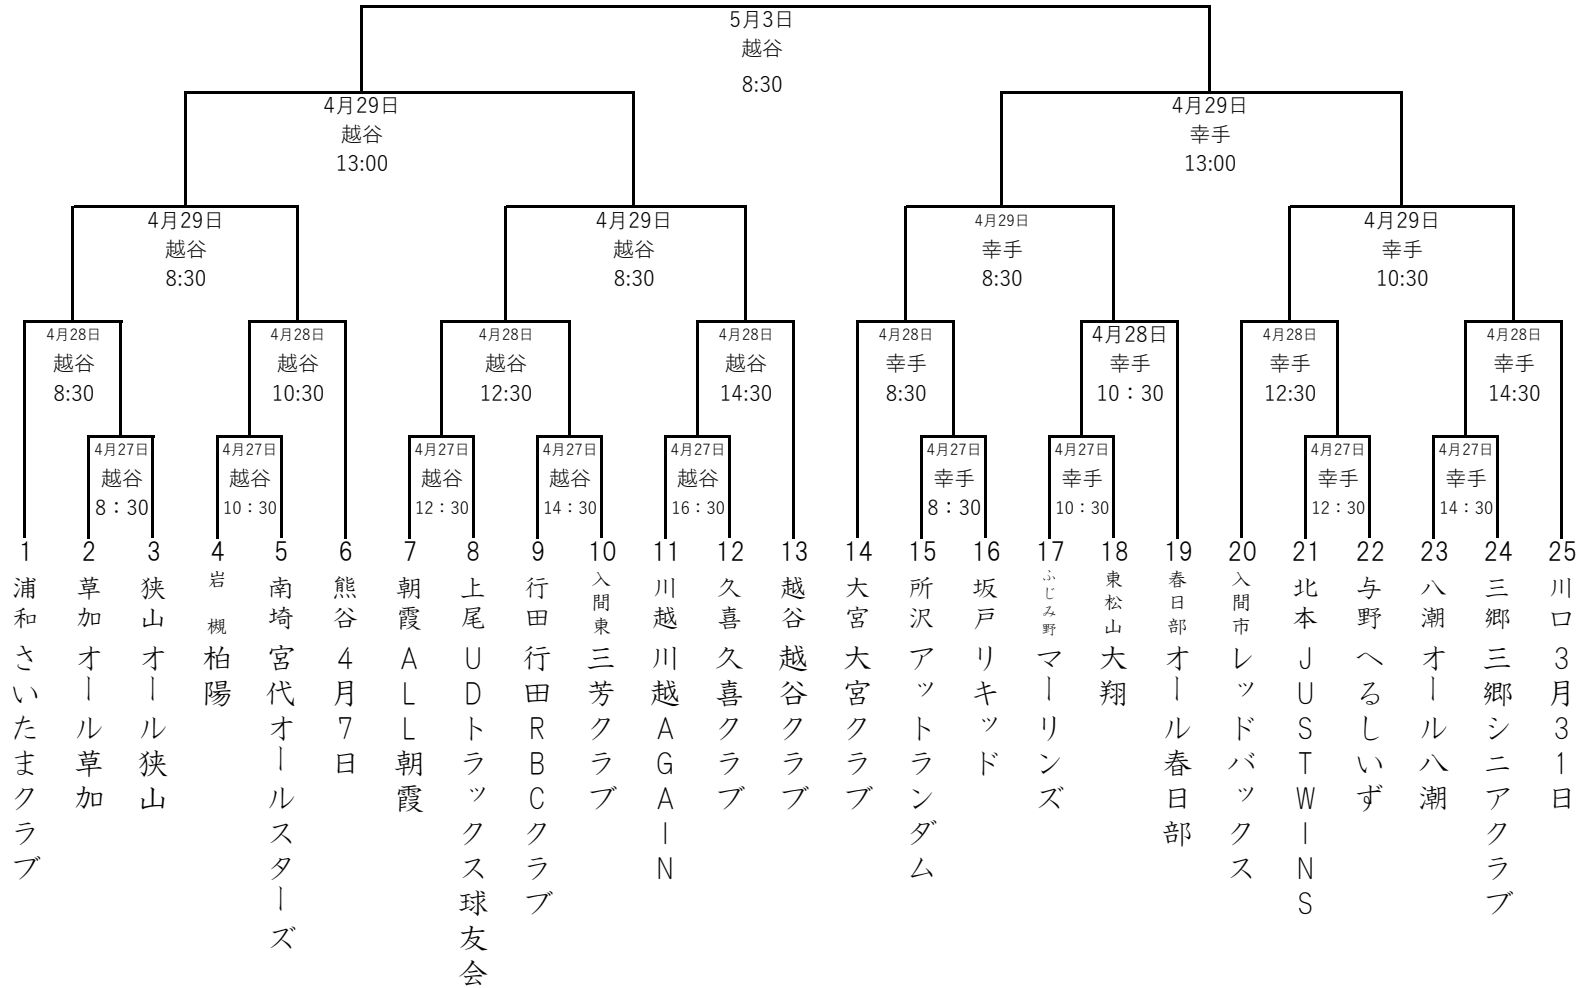 5月3日
越谷
8:30
4月29日
越谷
13:00
4月29日
幸手
13:00
4月29日
越谷
8:30
4月29日
越谷
8:30
4月29日
幸手
8:30
4月29日
幸手
10:30
4月28日
越谷
8:30
4月28日
越谷
10:30
4月28日
越谷
12:30
4月28日
越谷
14:30
4月28日
幸手
8:30
4月28日
幸手
10：30
4月28日
幸手
12:30
4月28日
幸手
14:30
4月27日
越谷
8：30
4月27日
越谷
10：30
4月27日
越谷
12：30
4月27日
越谷
14：30
4月27日
越谷
16：30
4月27日
幸手
8：30
4月27日
幸手
10：30
4月27日
幸手
12：30
4月27日
幸手
14：30
1 浦和 さいたまクラブ
2 草加 オール草加
3 狭山 オール狭山
4 岩槻 柏陽
5 南埼 宮代オールスターズ
6 熊谷 4月7日
7 朝霞 ALL朝霞
8 上尾 UDトラックス球友会
9 行田 行田RBCクラブ
10 入間東 三芳クラブ
11 川越 川越AGAIN
12 久喜 久喜クラブ
13 越谷 越谷クラブ
14 大宮 大宮クラブ
15 所沢 アットランダム
16 坂戸 リキッド
17 ふじみ野 マーリンズ
18 東松山 大翔
19 春日部 オール春日部
20 入間市 レッドバックス
21 北本 JUSTWINS
22 与野 へるしいず
23 八潮 オール八潮
24 三郷 三郷シニアクラブ
25 川口 3月31日